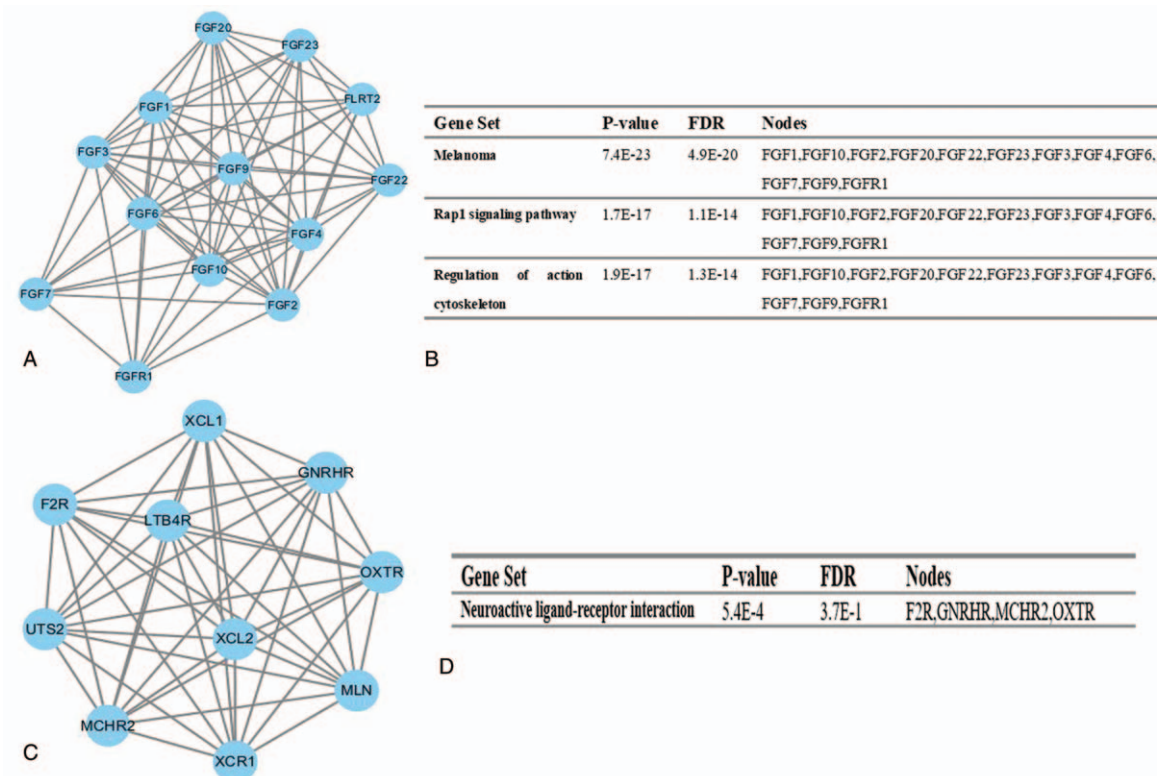 FGF20
FGF23
FLRT2
FGF1
FGF3
FGF9
FGF22
FGF6
FGF4
FGF10
FGF7
FGF2
FGFR1
A
Gene Set P-value FDR Nodes
Melanoma 7.4E-23 4.9E-20 FGF1,FGF10,FGF2,FGF20,FGF22,FGF23,FGF3,FGF4,FGF6,
FGF7,FGF9,FGFR1
Rap1 signaling pathway 1.7E-17 1.1E-14 FGF1,FGF10,FGF2,FGF20,FGF22,FGF23,FGF3,FGF4,FGF6,
FGF7,FGF9,FGFR1
Regulation of action 1.9E-17 1.3E-14 FGF1,FGF10,FGF2,FGF20,FGF22,FGF23,FGF3,FGF4,FGF6,
cytoskeleton FGF7,FGF9,FGFR1
B
XCL1
GNRHR
F2R
LTB4R
OXTR
UTS2
XCL2
MLN
MCHR2
XCR1
C
Gene Set P-value FDR Nodes
Neuroactive ligand-receptor interaction 5.4E-4 3.7E-1 F2R,GNRHR,MCHR2,OXTR
D